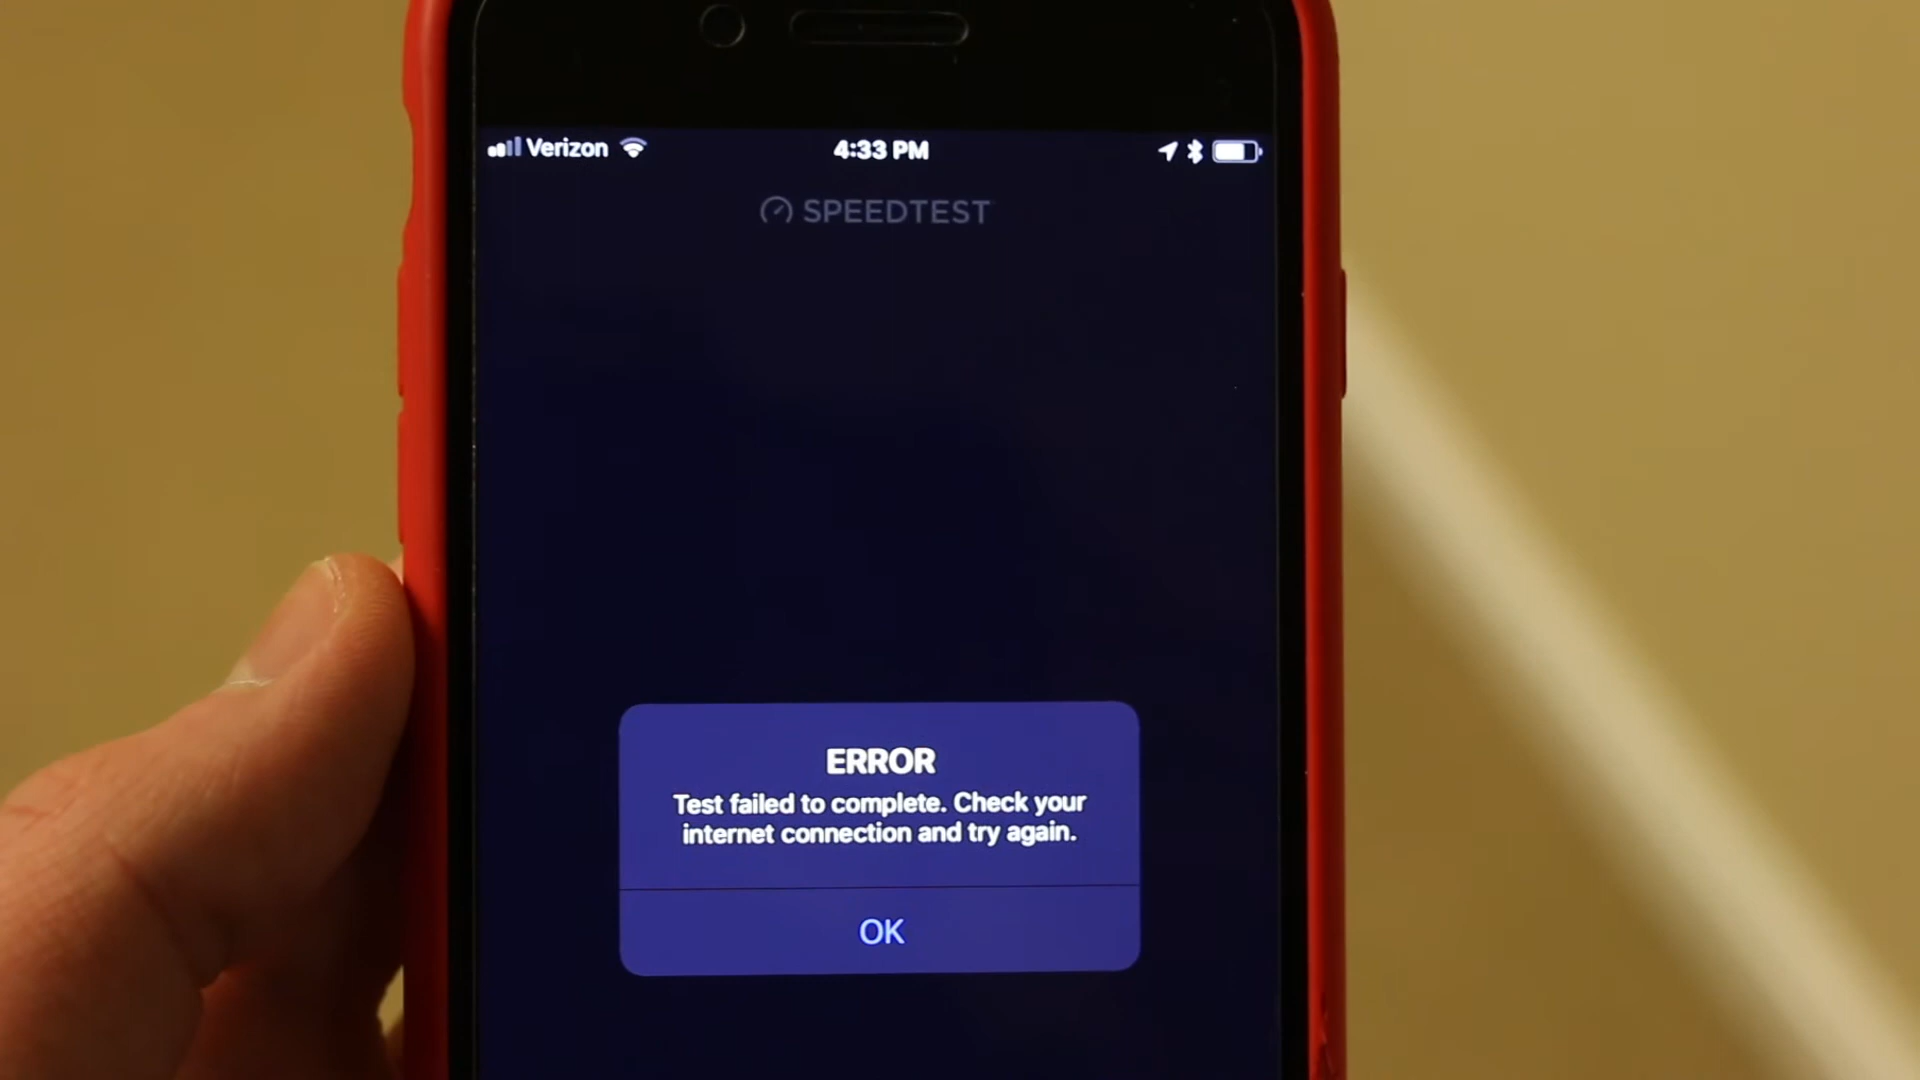 Verizon 4:33 PM
SPEEDTEST
ERROR
Test failed to complete. Check your
internet connection and try again.
OK